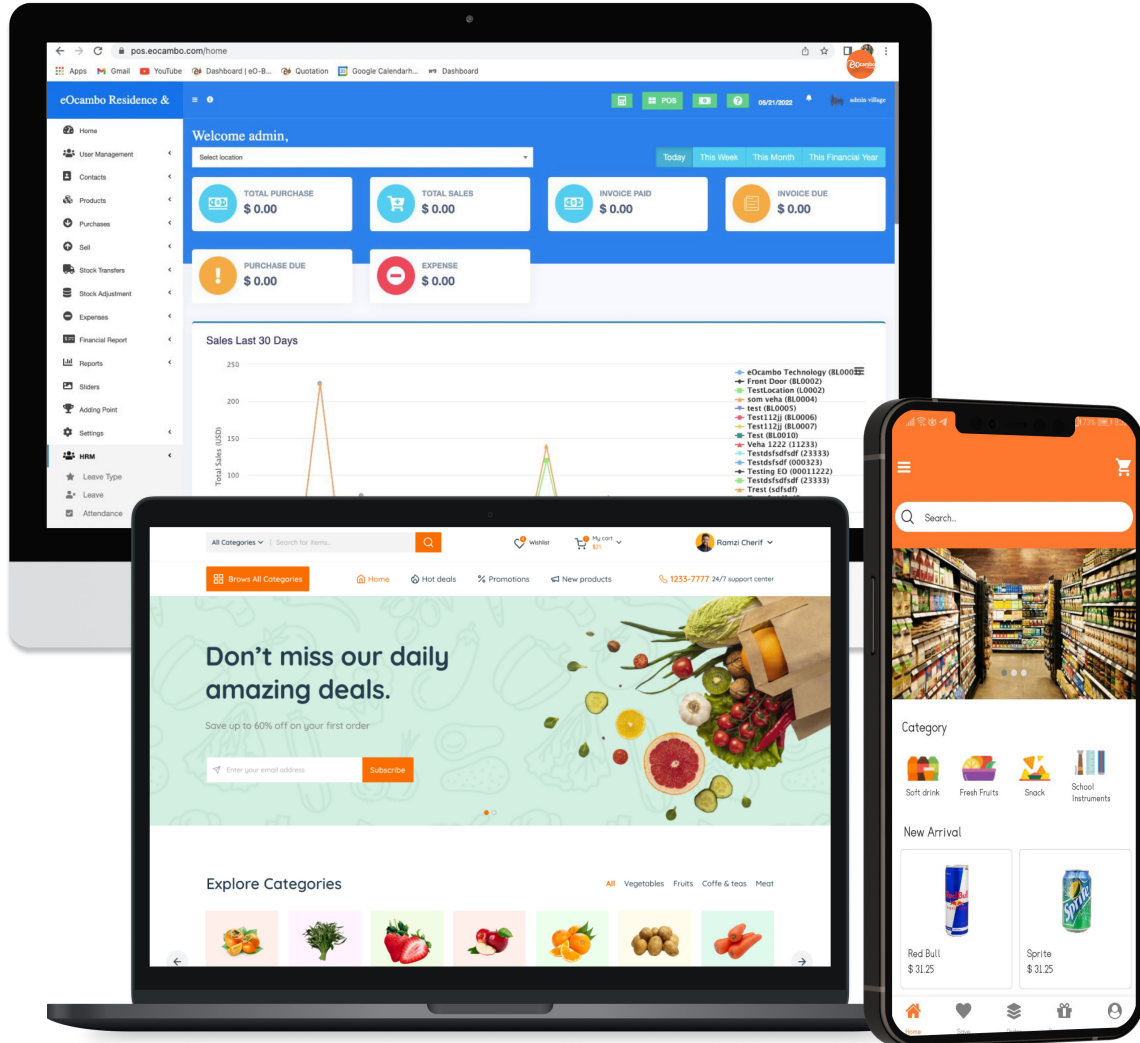 pos.eocambo.com/home
Apps Gmail YouTube Dashboard | eO-B... Quotation Google Calendarh... Dashboard
eOcambo
eOcambo Residence &
POS
05/21/2022
admin village
Home
User Management
Contacts
Products
Purchases
Sell
Stock Transfers
Stock Adjustment
Expenses
Financial Report
Reports
Sliders
Adding Point
Settings
HRM
Leave Type
Leave
Attendance
Welcome admin,
Select location
Today This Week This Month This Financial Year
TOTAL PURCHASE
$ 0.00
TOTAL SALES
$ 0.00
INVOICE PAID
$ 0.00
INVOICE DUE
$ 0.00
PURCHASE DUE
$ 0.00
EXPENSE
$ 0.00
Sales Last 30 Days
Total Sales (USD)
250
200
150
100
eOcambo Technology (BL0001)
Front Door (BL0002)
TestLocation (L0002)
som veha (BL0004)
test (BL0005)
Test112jj (BL0006)
Test112jj (BL0007)
Test (BL0010)
Veha 1222 (11233)
Testdsfsdfsdf (23333)
Testdsfsdf (000323)
Testing EO (00011222)
Testdsfsdfsdf (23333)
Trest (sdfsdf)
All Categories | Search for items...
Wishlist
My cart
$21
Ramzi Cherif
Brows All Categories
Home Hot deals Promotions New products
1233-7777 24/7 support center
Don't miss our daily
amazing deals.
Save up to 60% off on your first order
Enter your email address
Subscribe
Explore Categories
All Vegetables Fruits Coffe & teas Meat
73%
Search..
Category
Soft drink
Fresh Fruits
Snack
School
Instruments
New Arrival
Red Bull
Sprite
Red Bull
$ 31.25
Sprite
$ 31.25
Home
Save